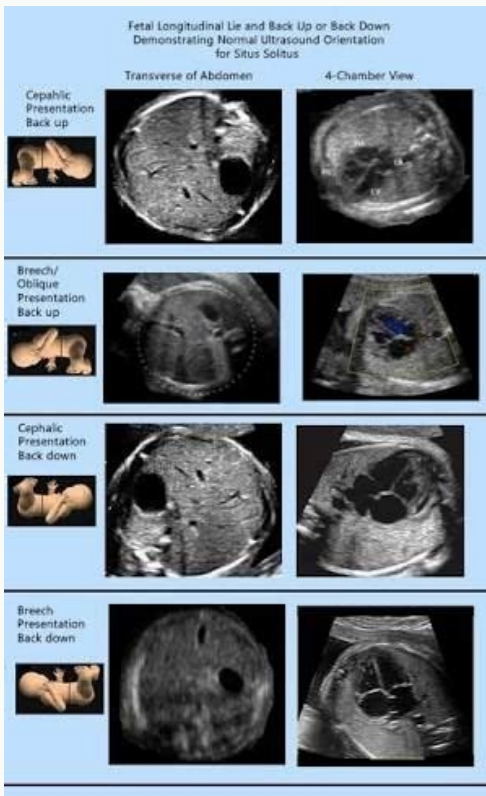 Fetal Longitudinal Lie and Back Up or Back Down
Demonstrating Normal Ultrasound Orientation
for Situs Solitus
Transverse of Abdomen
4-Chamber View
Cepahlic
Presentation
Back up
Breech/
Oblique
Presentation
Back up
Cephalic
Presentation
Back down
Breech
Presentation
Back down